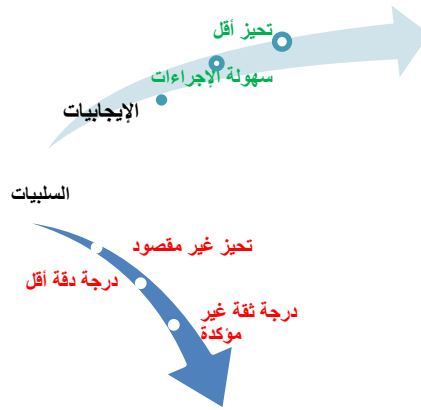 تحيز أقل
سهولة الإجراءات
الإيجابيات
السلبيات
تحيز غير مقصود
درجة دقة أقل
درجة ثقة غير
مؤكدة